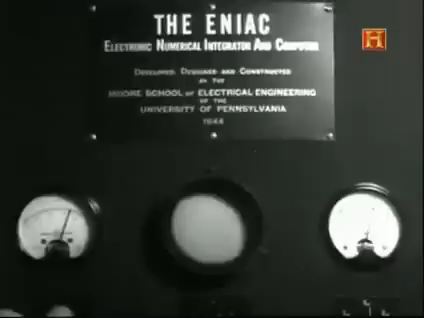 THE ENIAC
ELECTRONIC NUMERICAL INTEGRATOR AND COMPUTER
DEVELOPED, DESIGNED AND CONSTRUCTED
BY THE
MOORE SCHOOL OF ELECTRICAL ENGINEERING
OF THE
UNIVERSITY OF PENNSYLVANIA
1944
H